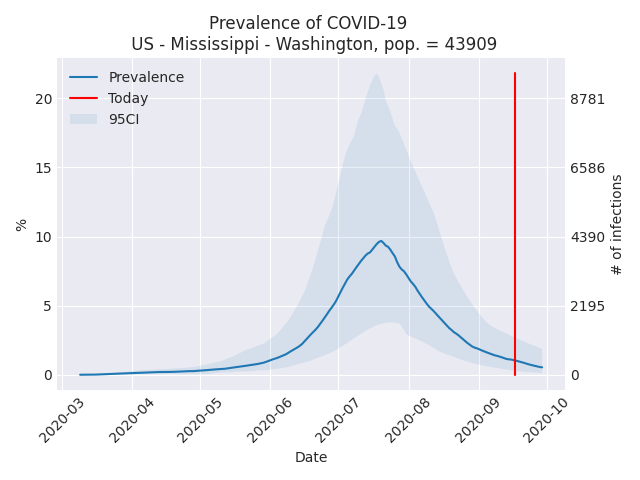 Prevalence of COVID-19
US - Mississippi - Washington, pop. = 43909
Prevalence
Today
95CI
%
20
15
10
5
0
8781
6586
4390
2195
0
# of infections
2020-03
2020-04
2020-05
2020-06
2020-07
2020-08
2020-09
2020-10
Date